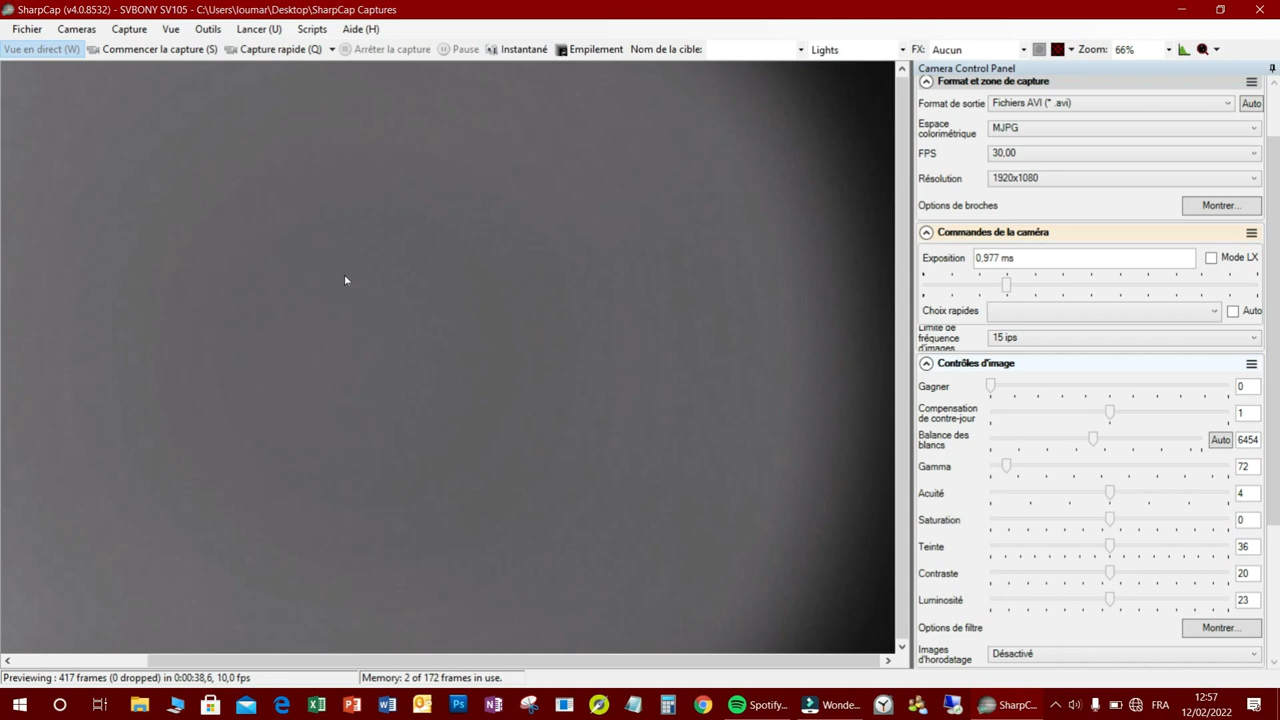 SharpCap (v4.0.8532) - SVBONY SV105 - C:\Users\loumar\Desktop\SharpCap Captures
Fichier Cameras Capture Vue Outils Lancer (U) Scripts Aide (H)
Vue en direct (W) Commencer la capture (S) Capture rapide (Q) Arrêter la capture Pause Instantané Empilement Nom de la cible: Lights FX: Aucun Zoom: 66%
Camera Control Panel
Format et zone de capture
Format de sortie Fichiers AVI (* .avi) Auto
Espace colorimétrique MJPG
FPS 30,00
Résolution 1920x1080
Options de broches Montrer...
Commandes de la caméra
Exposition 0,977 ms Mode LX
Choix rapides Auto
Limite de fréquence d'images 15 ips
Contrôles d'image
Gagner 0
Compensation de contre-jour 1
Balance des blancs Auto 6454
Gamma 72
Acuité 4
Saturation 0
Teinte 36
Contraste 20
Luminosité 23
Options de filtre Montrer...
Images d'horodatage Désactivé
Previewing : 417 frames (0 dropped) in 0:00:38,6, 10,0 fps Memory: 2 of 172 frames in use.
Spotify... Wonde... SharpC... FRA 12:57
12/02/2022